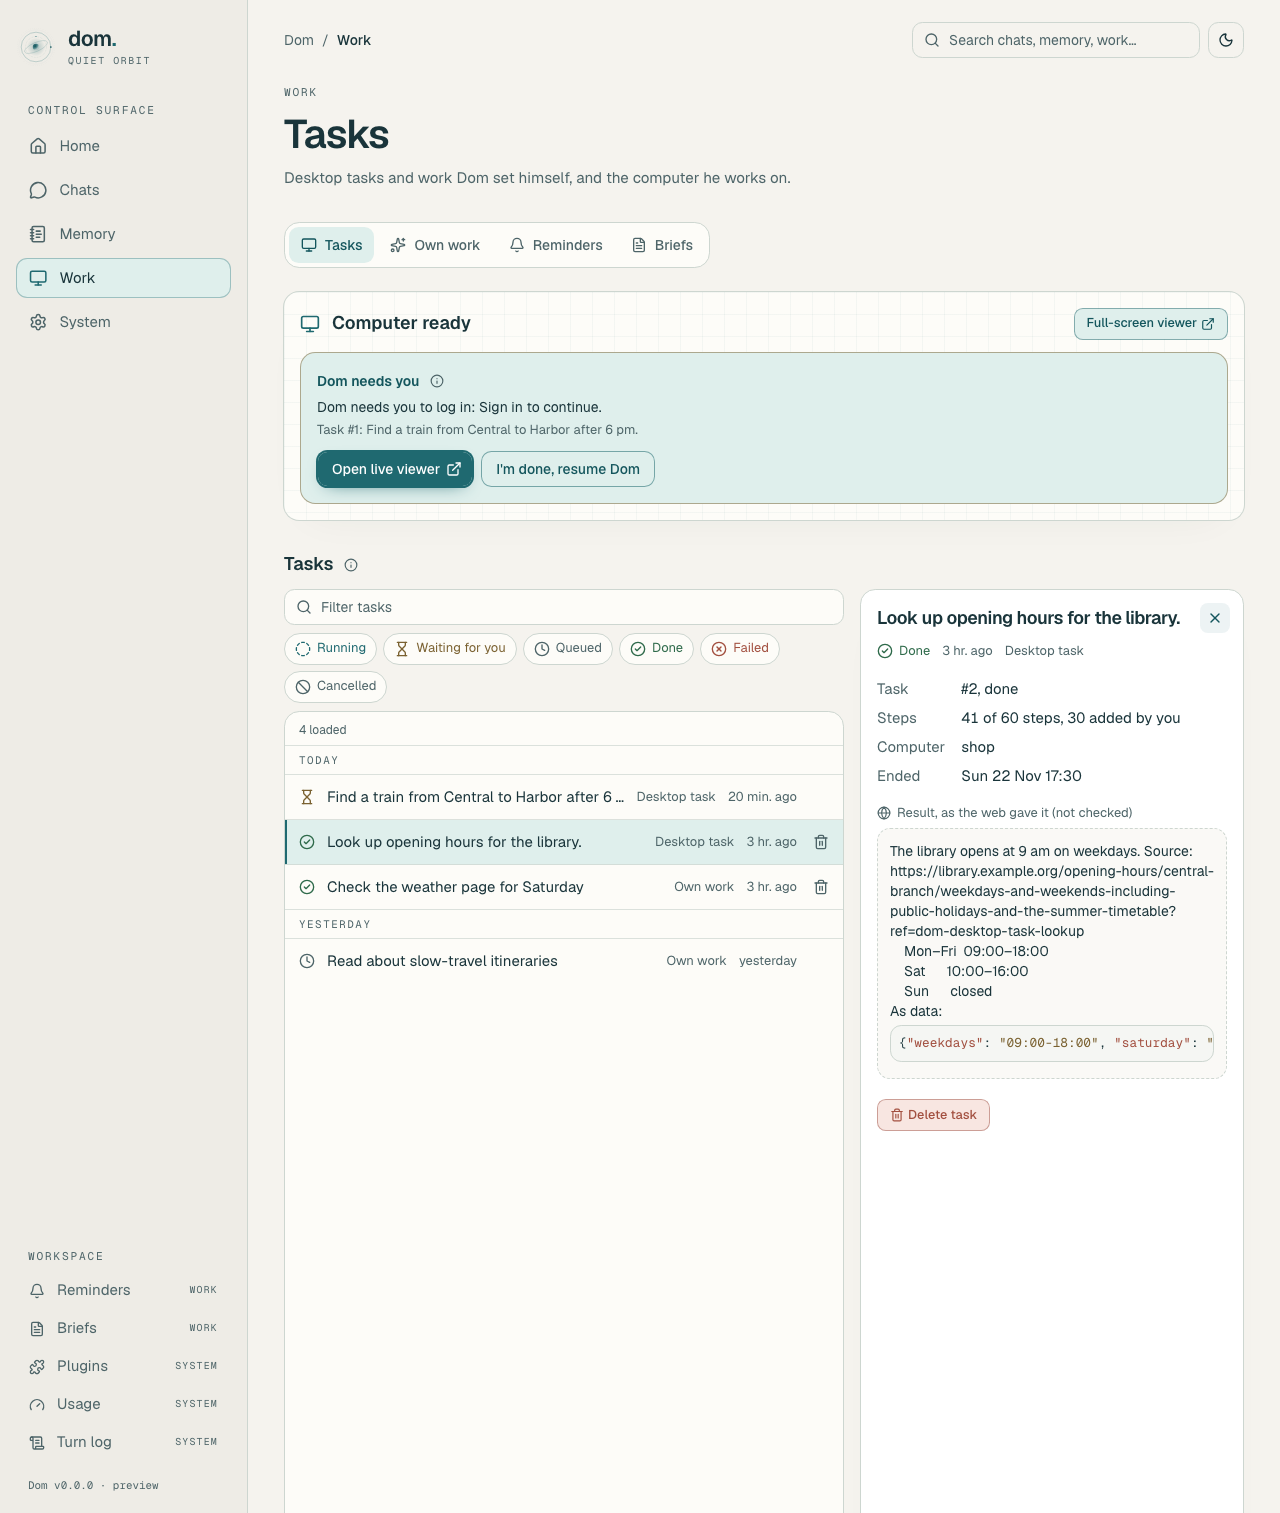 dom.
QUIET ORBIT
CONTROL SURFACE
Home
Chats
Memory
Work
System
WORKSPACE
Reminders WORK
Briefs WORK
Plugins SYSTEM
Usage SYSTEM
Turn log SYSTEM
Dom v0.0.0 · preview
Dom / Work
Search chats, memory, work…
WORK
Tasks
Desktop tasks and work Dom set himself, and the computer he works on.
Tasks Own work Reminders Briefs
Computer ready
Full-screen viewer
Dom needs you
Dom needs you to log in: Sign in to continue.
Task #1: Find a train from Central to Harbor after 6 pm.
Open live viewer I'm done, resume Dom
Tasks
Filter tasks
Running Waiting for you Queued Done Failed
Cancelled
4 loaded
TODAY
Find a train from Central to Harbor after 6 … Desktop task 20 min. ago
Look up opening hours for the library. Desktop task 3 hr. ago
Check the weather page for Saturday Own work 3 hr. ago
YESTERDAY
Read about slow-travel itineraries Own work yesterday
Look up opening hours for the library.
Done 3 hr. ago Desktop task
Task #2, done
Steps 41 of 60 steps, 30 added by you
Computer shop
Ended Sun 22 Nov 17:30
Result, as the web gave it (not checked)
The library opens at 9 am on weekdays. Source:
https://library.example.org/opening-hours/central-
branch/weekdays-and-weekends-including-
public-holidays-and-the-summer-timetable?
ref=dom-desktop-task-lookup
Mon–Fri 09:00–18:00
Sat 10:00–16:00
Sun closed
As data:
{"weekdays": "09:00-18:00", "saturday": "
Delete task